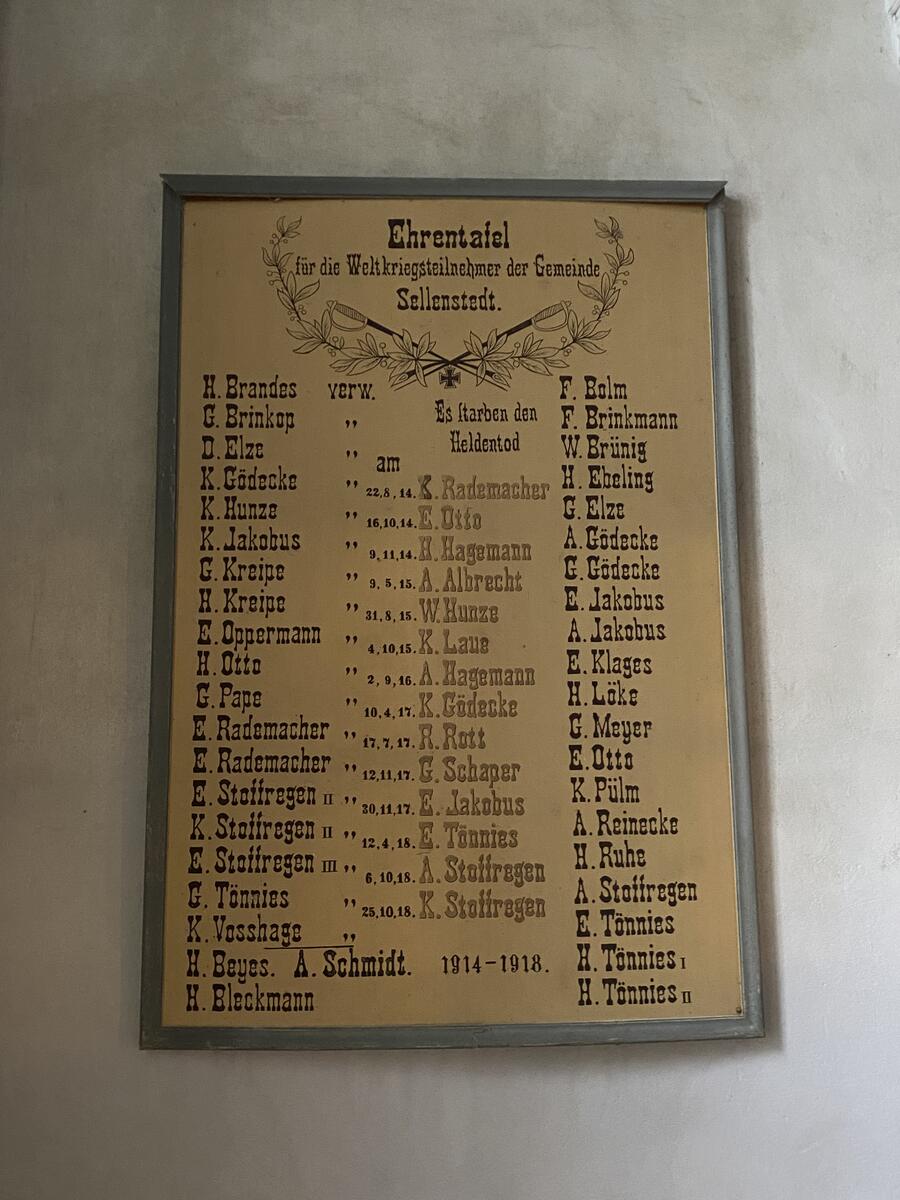 Ehrentafel
für die Weltkriegsteilnehmer der Gemeinde
Sellenstedt.
H. Brandes verw.
G. Brinkop „
D. Elze „
K. Gödecke „
K. Hunze „
K. Jakobus „
G. Kreipe „
H. Kreipe „
E. Oppermann „
H. Otto „
G. Pape „
E. Rademacher „
E. Rademacher „
E. Stoffregen II „
K. Stoffregen II „
E. Stoffregen III „
G. Tönnies „
K. Vosshage „
H. Beyes. A. Schmidt.
H. Bleckmann
Es starben den
Heldentod
am
22,8,14. K. Rademacher
16,10,14. E. Otto
9,11,14. H. Hagemann
9,5,15. A. Albrecht
31,8,15. W. Hunze
4,10,15. K. Laue
2,9,16. A. Hagemann
10,4,17. K. Gödecke
17,7,17. R. Rott
12,11,17. G. Schaper
30,11,17. E. Jakobus
12,4,18. E. Tönnies
6,10,18. A. Stoffregen
25,10,18. K. Stoffregen
1914-1918.
F. Bolm
F. Brinkmann
W. Brünig
H. Ebeling
G. Elze
A. Gödecke
G. Gödecke
E. Jakobus
A. Jakobus
E. Klages
H. Löke
G. Meyer
E. Otto
K. Pülm
A. Reinecke
H. Ruhe
A. Stoffregen
E. Tönnies
H. Tönnies I
H. Tönnies II